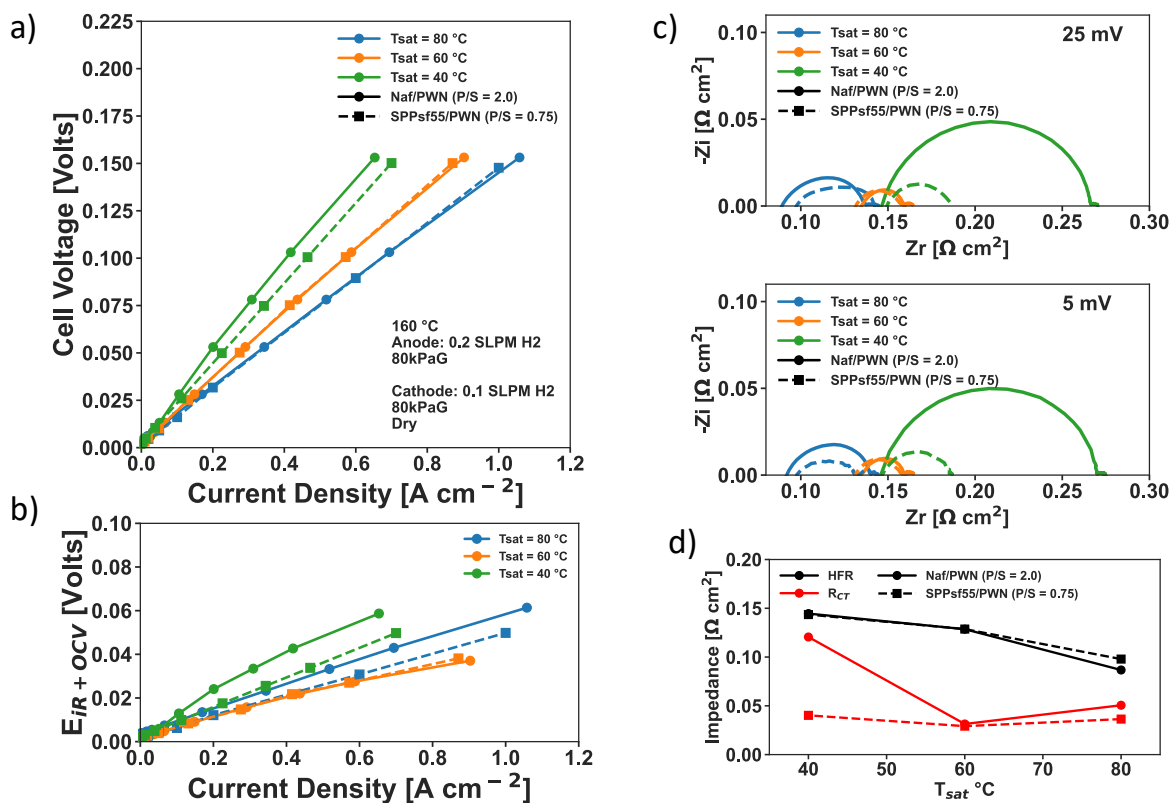 a)
0.225
0.200
0.175
0.150
0.125
0.100
0.075
0.050
0.025
0.000
Cell Voltage [Volts]
Tsat = 80 °C
Tsat = 60 °C
Tsat = 40 °C
Naf/PWN (P/S = 2.0)
SPPsf55/PWN (P/S = 0.75)
160 °C
Anode: 0.2 SLPM H2
80kPaG
Cathode: 0.1 SLPM H2
80kPaG
Dry
0.0 0.2 0.4 0.6 0.8 1.0 1.2
Current Density [A cm⁻²]
b)
0.10
0.08
0.06
0.04
0.02
0.00
E_{iR + OCV} [Volts]
Tsat = 80 °C
Tsat = 60 °C
Tsat = 40 °C
0.0 0.2 0.4 0.6 0.8 1.0 1.2
Current Density [A cm⁻²]
c)
25 mV
0.10
0.05
0.00
-Zi [Ω cm²]
Tsat = 80 °C
Tsat = 60 °C
Tsat = 40 °C
Naf/PWN (P/S = 2.0)
SPPsf55/PWN (P/S = 0.75)
0.10 0.15 0.20 0.25 0.30
Zr [Ω cm²]
5 mV
0.10
0.05
0.00
-Zi [Ω cm²]
Tsat = 80 °C
Tsat = 60 °C
Tsat = 40 °C
Naf/PWN (P/S = 2.0)
SPPsf55/PWN (P/S = 0.75)
0.10 0.15 0.20 0.25 0.30
Zr [Ω cm²]
d)
0.20
0.15
0.10
0.05
0.00
Impedance [Ω cm²]
HFR
R_{CT}
Naf/PWN (P/S = 2.0)
SPPsf55/PWN (P/S = 0.75)
40 50 60 70 80
T_{sat} °C